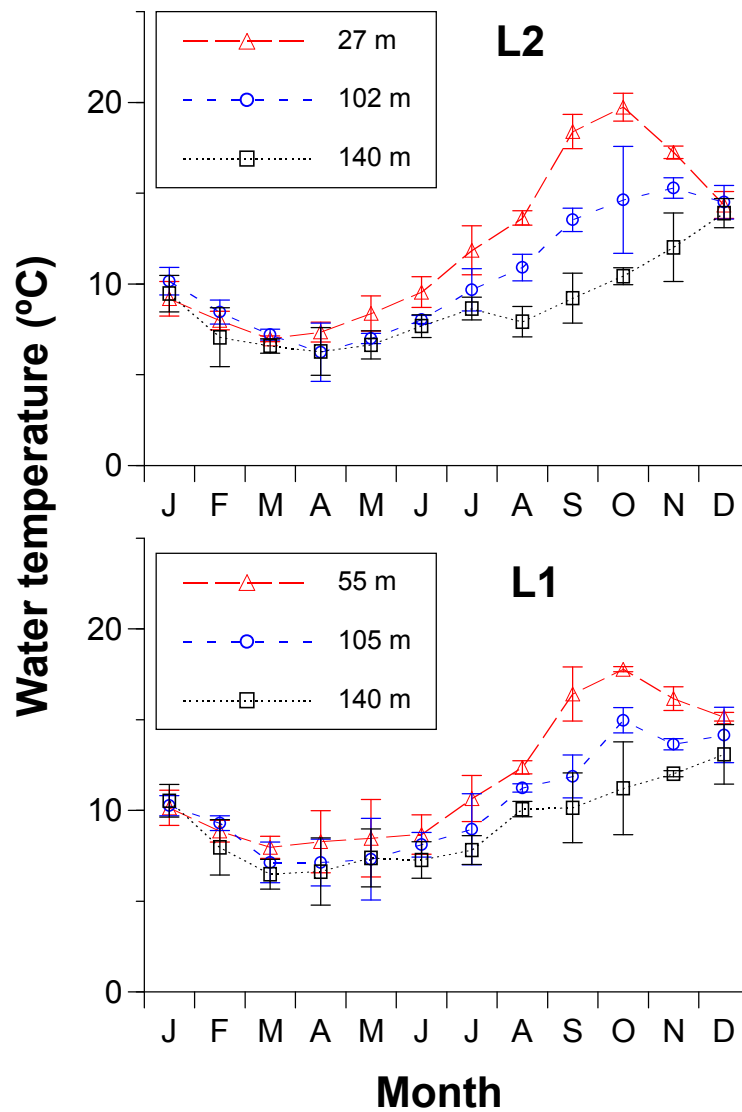 L2
27 m
102 m
140 m
20
10
0
J F M A M J J A S O N D
L1
55 m
105 m
140 m
20
10
0
J F M A M J J A S O N D
Water temperature (ºC)
Month